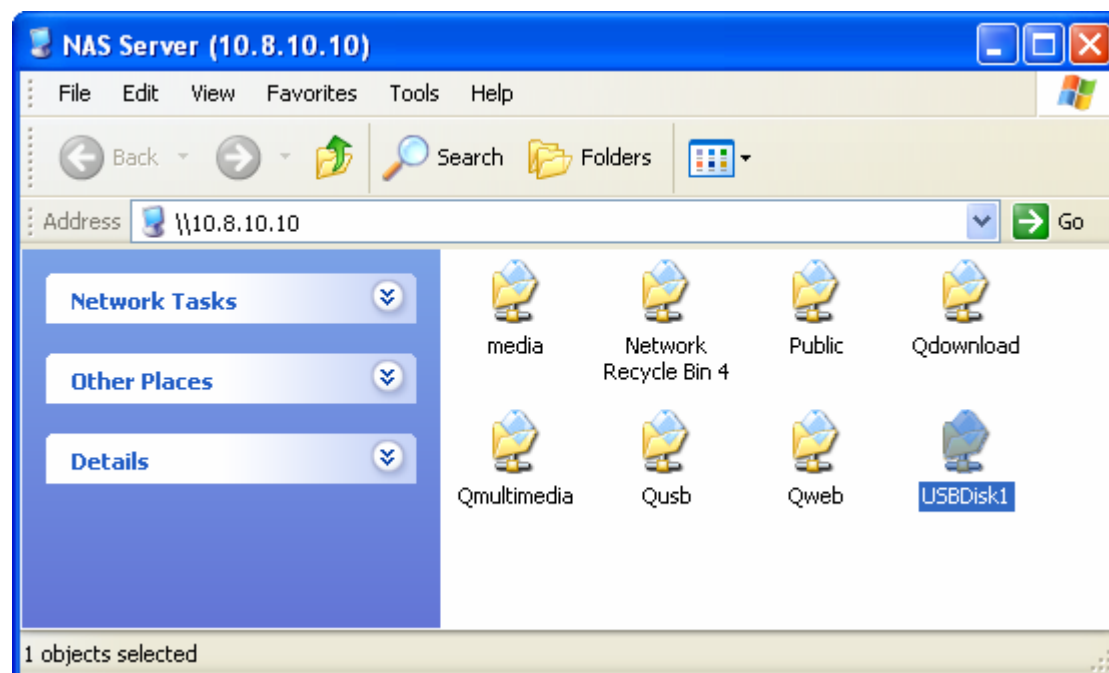 NAS Server (10.8.10.10)
File Edit View Favorites Tools Help
Back Search Folders
Address \\10.8.10.10 Go
Network Tasks
Other Places
Details
media Network Public Qdownload
Recycle Bin 4
Qmultimedia Qusb Qweb USBDisk1
1 objects selected